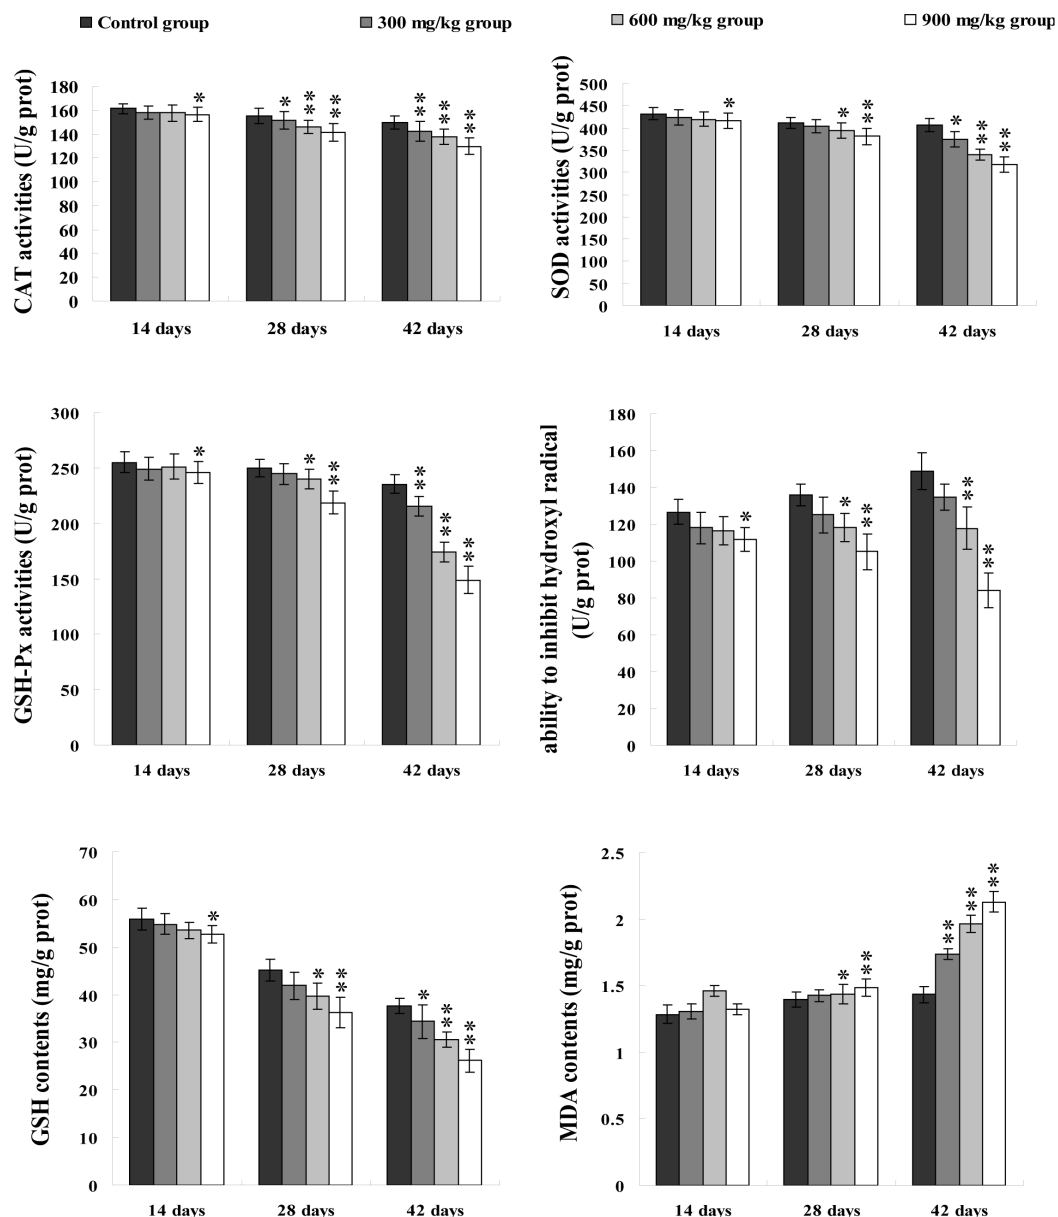 Control group 300 mg/kg group 600 mg/kg group 900 mg/kg group
CAT activities (U/g prot)
180
160
140
120
100
80
60
40
20
0
* * ** ** ** ** **
14 days 28 days 42 days
SOD activities (U/g prot)
500
450
400
350
300
250
200
150
100
50
0
* * ** * ** **
14 days 28 days 42 days
GSH-Px activities (U/g prot)
300
250
200
150
100
50
0
* * ** ** ** **
14 days 28 days 42 days
ability to inhibit hydroxyl radical
(U/g prot)
180
160
140
120
100
80
60
40
20
0
* * ** ** **
14 days 28 days 42 days
GSH contents (mg/g prot)
70
60
50
40
30
20
10
0
* * ** * ** **
14 days 28 days 42 days
MDA contents (mg/g prot)
2.5
2
1.5
1
0.5
0
* ** ** ** **
14 days 28 days 42 days